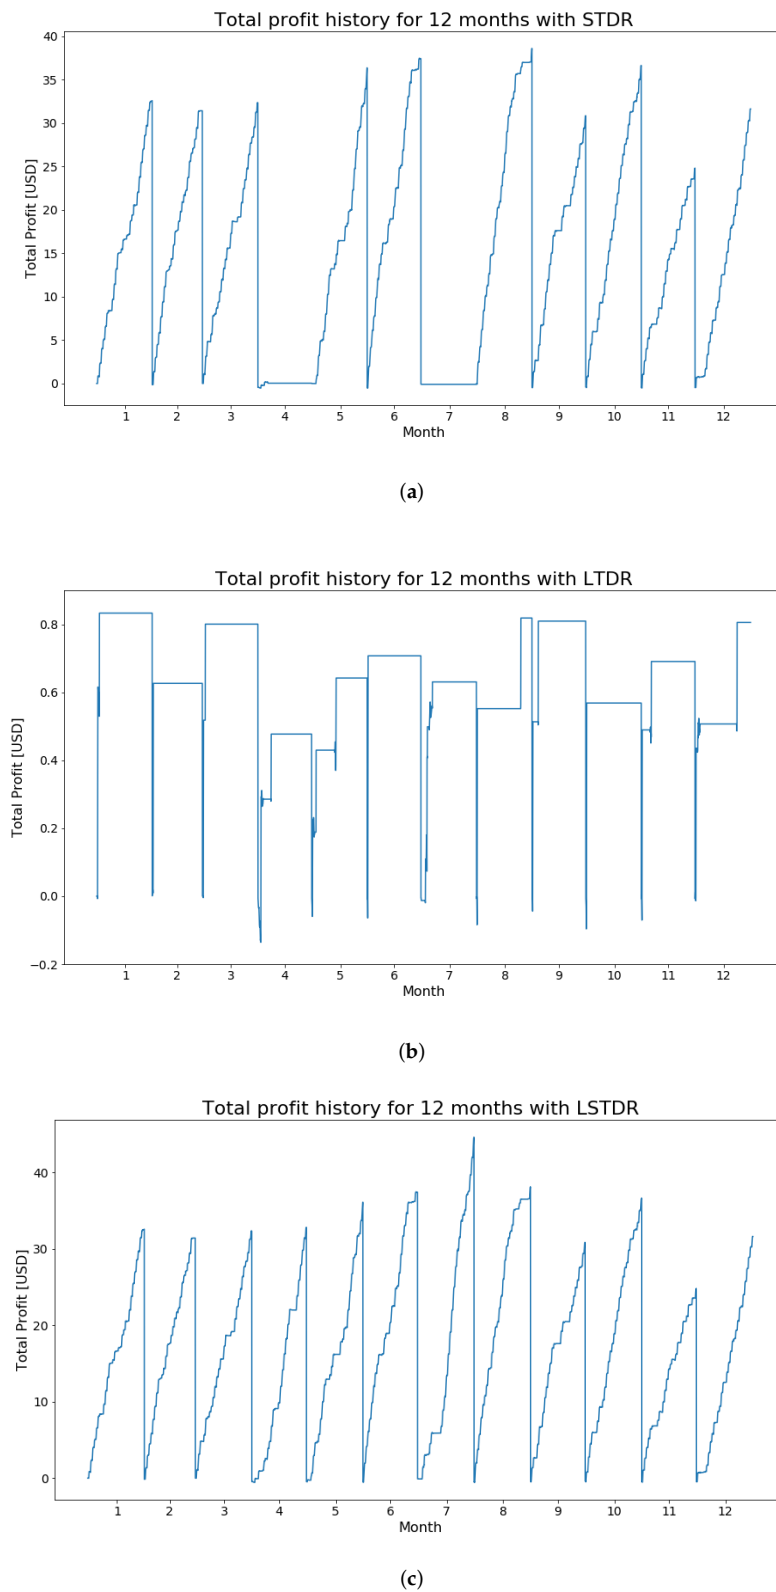 Total profit history for 12 months with STDR
40
35
30
25
20
15
10
5
0
Total Profit [USD]
1 2 3 4 5 6 7 8 9 10 11 12
Month
(a)
Total profit history for 12 months with LTDR
0.8
0.6
0.4
0.2
0.0
−0.2
Total Profit [USD]
1 2 3 4 5 6 7 8 9 10 11 12
Month
(b)
Total profit history for 12 months with LSTDR
40
30
20
10
0
Total Profit [USD]
1 2 3 4 5 6 7 8 9 10 11 12
Month
(c)